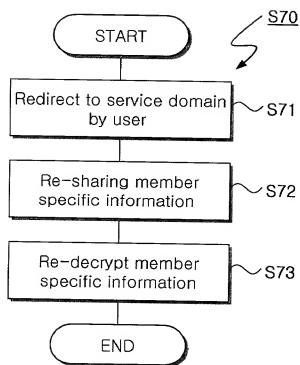 START
S70
Redirect to service domain
by user
S71
Re-sharing member
specific information
S72
Re-decrypt member
specific information
S73
END